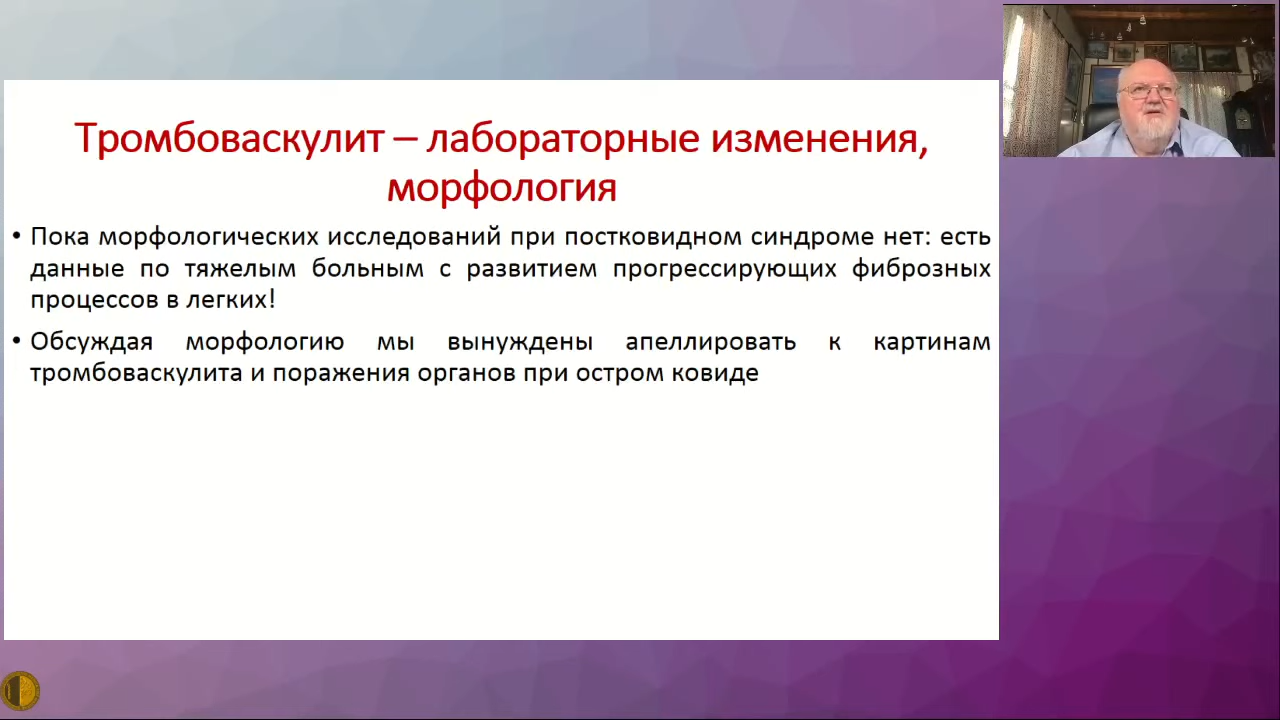 Тромбоваскулит – лабораторные изменения,
морфология
• Пока морфологических исследований при постковидном синдроме нет: есть
данные по тяжелым больным с развитием прогрессирующих фиброзных
процессов в легких!
• Обсуждая морфологию мы вынуждены апеллировать к картинам
тромбоваскулита и поражения органов при остром ковиде